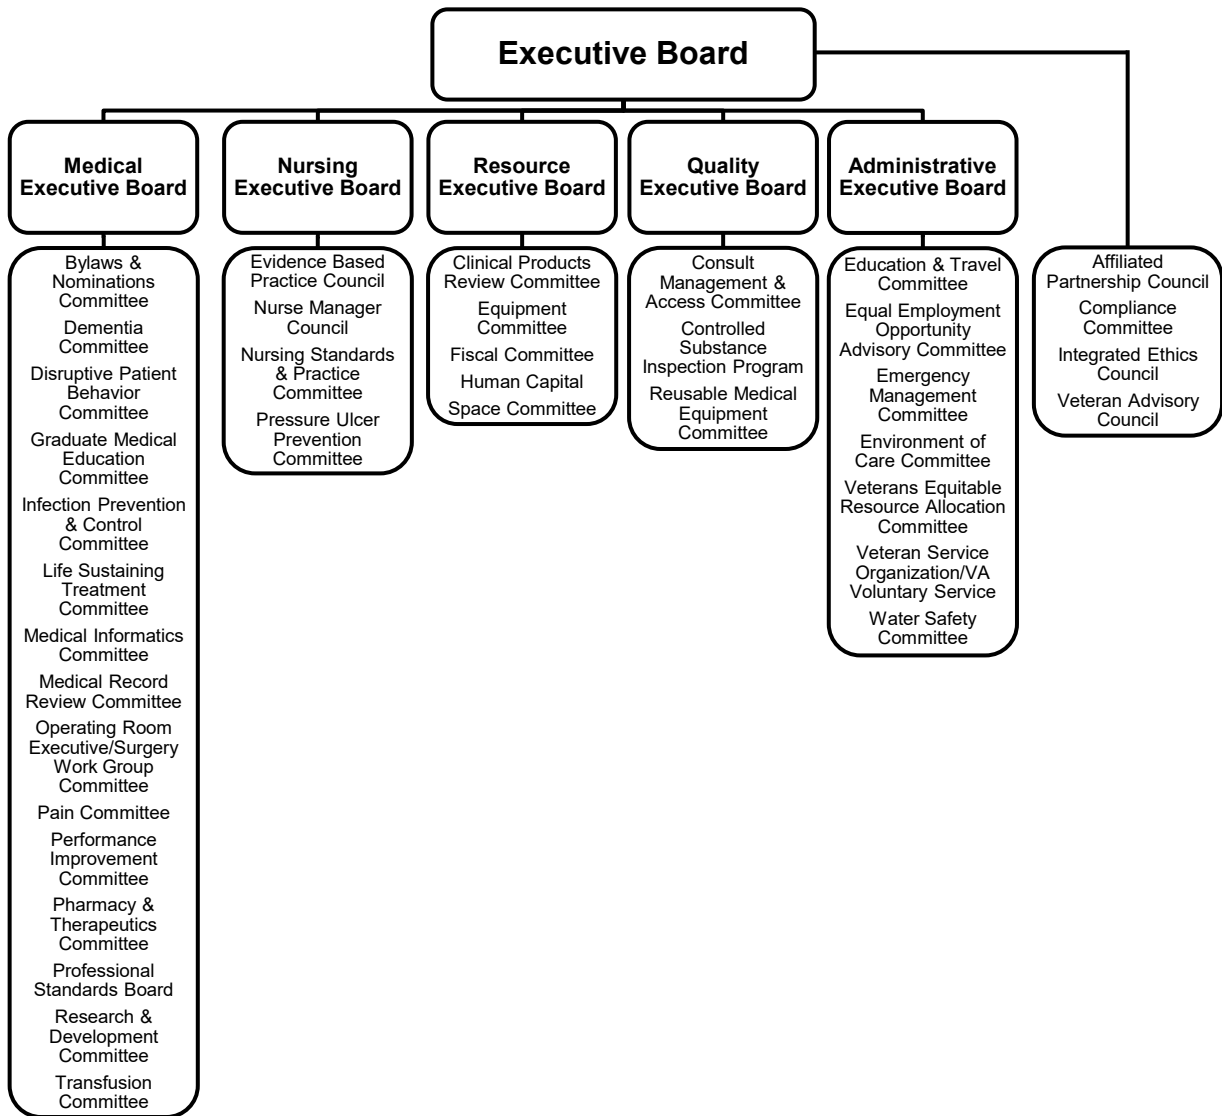 Executive Board
Medical
Executive Board
Nursing
Executive Board
Resource
Executive Board
Quality
Executive Board
Administrative
Executive Board
Bylaws &
Nominations
Committee
Dementia
Committee
Disruptive Patient
Behavior
Committee
Graduate Medical
Education
Committee
Infection Prevention
& Control
Committee
Life Sustaining
Treatment
Committee
Medical Informatics
Committee
Medical Record
Review Committee
Operating Room
Executive/Surgery
Work Group
Committee
Pain Committee
Performance
Improvement
Committee
Pharmacy &
Therapeutics
Committee
Professional
Standards Board
Research &
Development
Committee
Transfusion
Committee
Evidence Based
Practice Council
Nurse Manager
Council
Nursing Standards
& Practice
Committee
Pressure Ulcer
Prevention
Committee
Clinical Products
Review Committee
Equipment
Committee
Fiscal Committee
Human Capital
Space Committee
Consult
Management &
Access Committee
Controlled
Substance
Inspection Program
Reusable Medical
Equipment
Committee
Education & Travel
Committee
Equal Employment
Opportunity
Advisory Committee
Emergency
Management
Committee
Environment of
Care Committee
Veterans Equitable
Resource Allocation
Committee
Veteran Service
Organization/VA
Voluntary Service
Water Safety
Committee
Affiliated
Partnership Council
Compliance
Committee
Integrated Ethics
Council
Veteran Advisory
Council